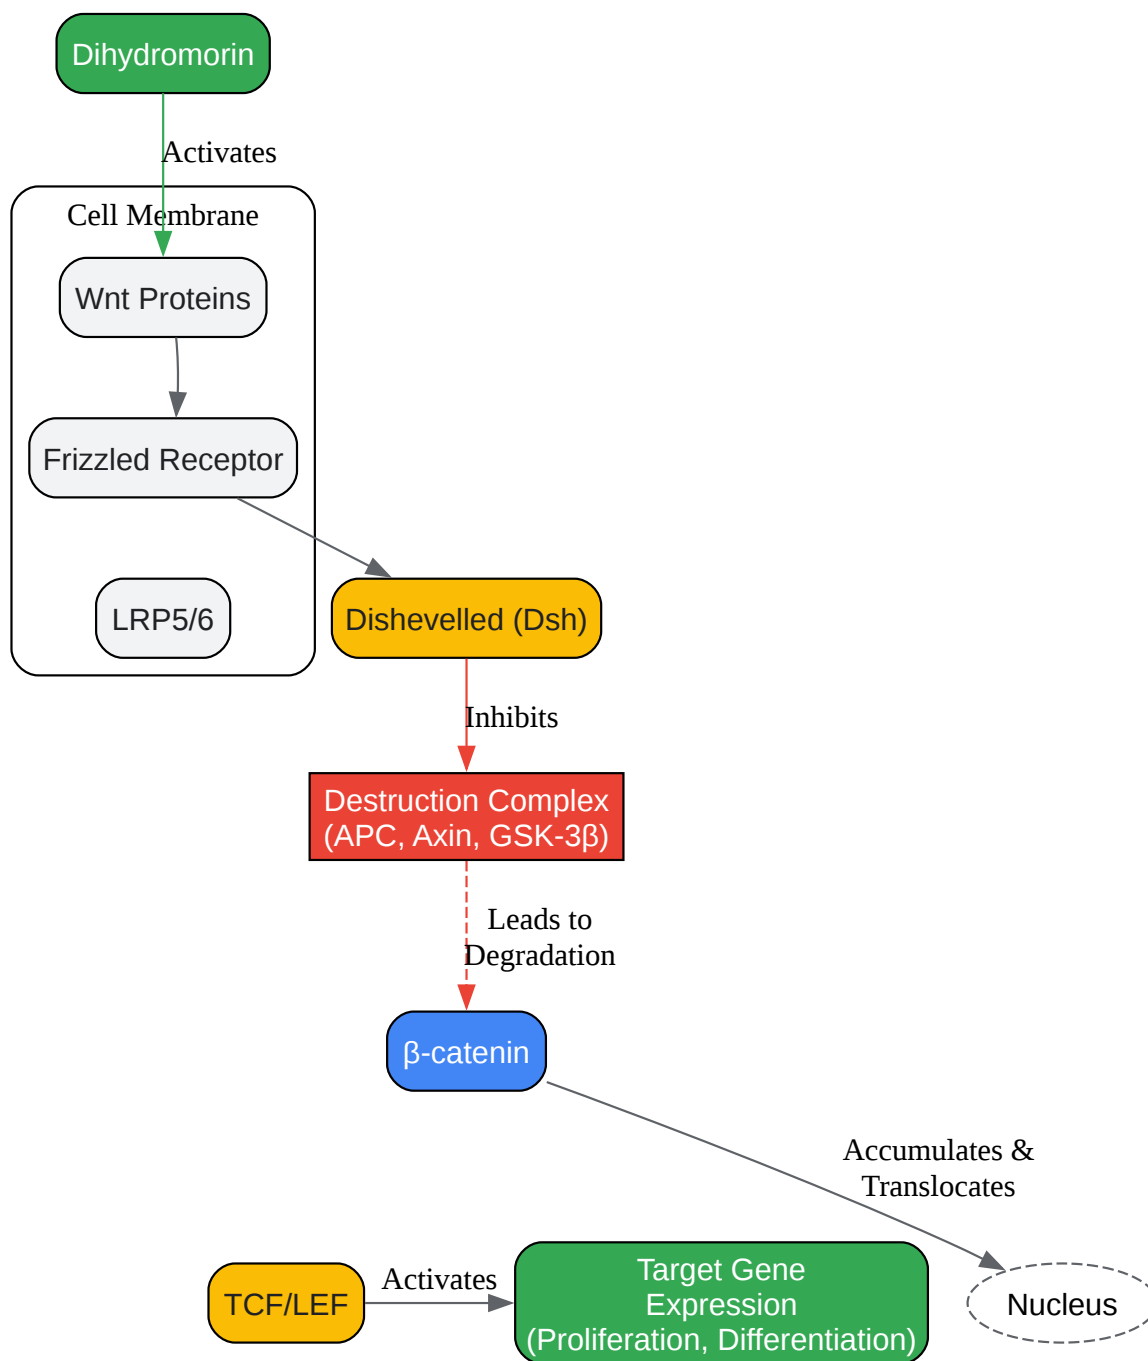 Dihydromorin
Activates
Cell Membrane
Wnt Proteins
Frizzled Receptor
LRP5/6
Dishevelled (Dsh)
Inhibits
Destruction Complex
(APC, Axin, GSK-3β)
Leads to
Degradation
β-catenin
Accumulates &
Translocates
TCF/LEF
Activates
Target Gene
Expression
(Proliferation, Differentiation)
Nucleus